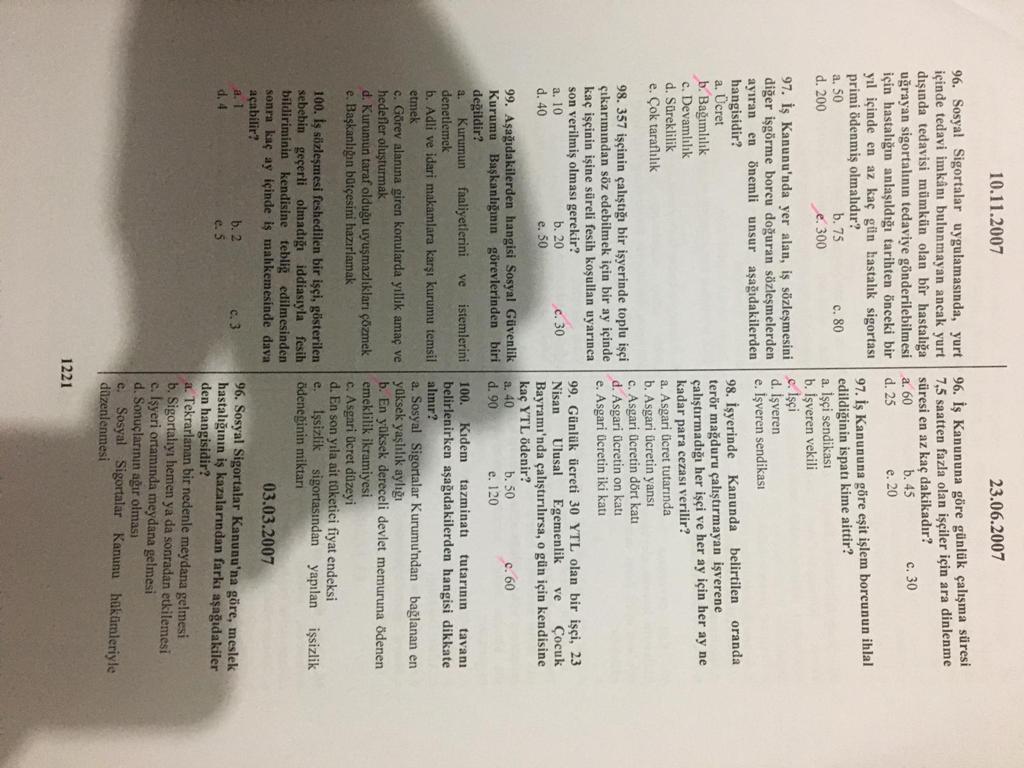 10.11.2007
96. Sosyal Sigortalar uygulamasında, yurt
içinde tedavi imkânı bulunmayan ancak yurt
dışında tedavisi mümkün olan bir hastalığa
uğrayan sigortalının tedaviye gönderilebilmesi
için hastalığın anlaşıldığı tarihten önceki bir
yıl içinde en az kaç gün hastalık sigortası
primi ödenmiş olmalıdır?
a. 50 b. 75 c. 80
d. 200 e. 300
97. İş Kanunu'nda yer alan, iş sözleşmesini
diğer işgörme borcu doğuran sözleşmelerden
ayıran en önemli unsur aşağıdakilerden
hangisidir?
a. Ücret
b. Bağımlılık
c. Devamlılık
d. Süreklilik
e. Çok taraflılık
98. 357 işçinin çalıştığı bir işyerinde toplu işçi
çıkarımından söz edebilmek için bir ay içinde
kaç işçinin işine süreli fesih koşulları uyarınca
son verilmiş olması gerekir?
a. 10 b. 20 c. 30
d. 40 e. 50
99. Aşağıdakilerden hangisi Sosyal Güvenlik
Kurumu Başkanlığının görevlerinden biri
değildir?
a. Kurumun faaliyetlerini ve istemlerini
denetlemek
b. Adli ve idari makamlara karşı kurumu temsil
etmek
c. Görev alanına giren konularda yıllık amaç ve
hedefler oluşturmak
d. Kurumun taraf olduğu uyuşmazlıkları çözmek
e. Başkanlığın bütçesini hazırlamak
100. İş sözleşmesi feshedilen bir işçi, gösterilen
sebebin geçerli olmadığı iddiasıyla fesih
bildiriminin kendisine tebliğ edilmesinden
sonra kaç ay içinde iş mahkemesinde dava
açabilir?
a. 1 b. 2 c. 3
d. 4 e. 5
23.06.2007
96. İş Kanununa göre günlük çalışma süresi
7,5 saatten fazla olan işçiler için ara dinlenme
süresi en az kaç dakikadır?
a. 60 b. 45 c. 30
d. 25 e. 20
97. İş Kanununa göre eşit işlem borcunun ihlal
edildiğinin ispatı kime aittir?
a. İşçi sendikası
b. İşveren vekili
c. İşçi
d. İşveren
e. İşveren sendikası
98. İşyerinde Kanunda belirtilen oranda
terör mağduru çalıştırmayan işverene
çalıştırmadığı her işçi ve her ay için her ay ne
kadar para cezası verilir?
a. Asgari ücret tutarında
b. Asgari ücretin yarısı
c. Asgari ücretin dört katı
d. Asgari ücretin on katı
e. Asgari ücretin iki katı
99. Günlük ücreti 30 YTL olan bir işçi, 23
Nisan Ulusal Egemenlik ve Çocuk
Bayramı'nda çalıştırılırsa, o gün için kendisine
kaç YTL ödenir?
a. 40 b. 50 c. 60
d. 90 e. 120
100. Kıdem tazminatı tutarının tavanı
belirlenirken aşağıdakilerden hangisi dikkate
alınır?
a. Sosyal Sigortalar Kurumu'ndan bağlanan en
yüksek yaşlılık aylığı
b. En yüksek dereceli devlet memuruna ödenen
emeklilik ikramiyesi
c. Asgari ücret düzeyi
d. En son yıla ait tüketici fiyat endeksi
e. İşsizlik sigortasından yapılan işsizlik
ödeneğinin miktarı
03.03.2007
96. Sosyal Sigortalar Kanunu'na göre, meslek
hastalığının iş kazalarından farkı aşağıdakiler
den hangisidir?
a. Tekrarlanan bir nedenle meydana gelmesi
b. Sigortalıyı hemen ya da sonradan etkilemesi
c. İşyeri ortamında meydana gelmesi
d. Sonuçlarının ağır olması
e. Sosyal Sigortalar Kanunu hükümleriyle
düzenlenmesi
1221